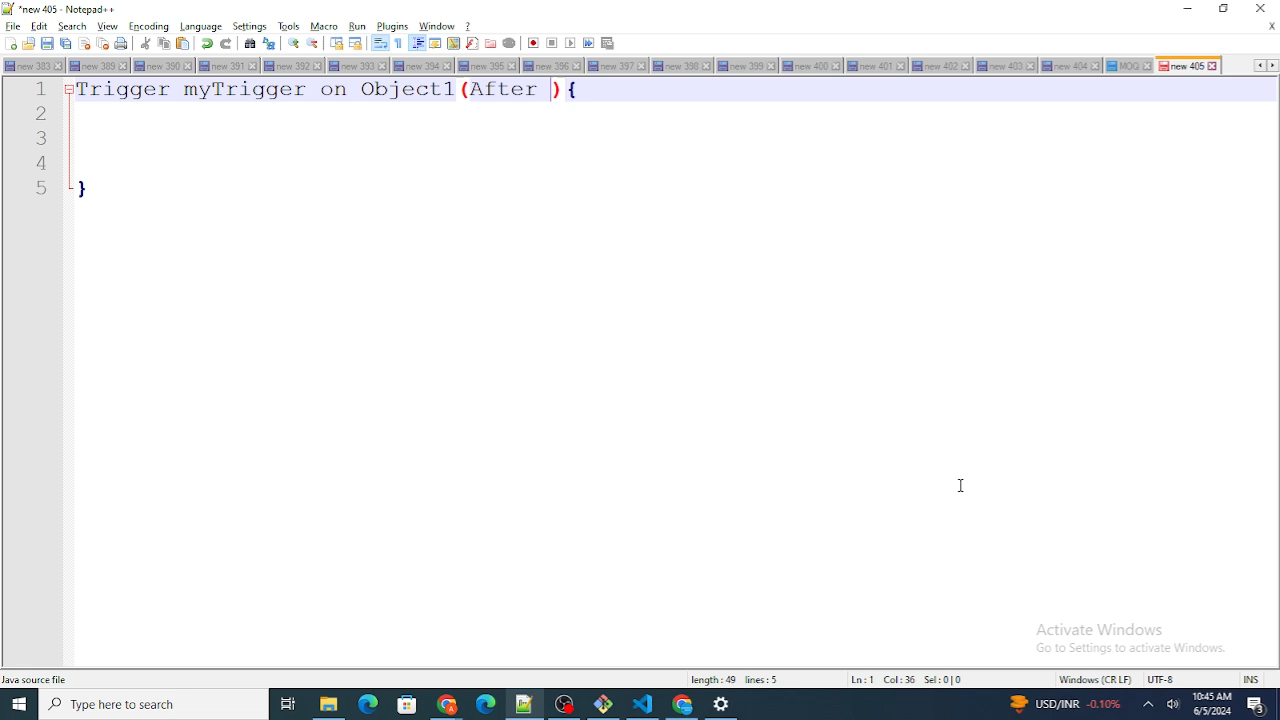 *new 405 - Notepad++
File Edit Search View Encoding Language Settings Tools Macro Run Plugins Window ?
new 383 new 389 new 390 new 391 new 392 new 393 new 394 new 395 new 396 new 397 new 398 new 399 new 400 new 401 new 402 new 403 new 404 MOQ new 405
1 Trigger myTrigger on Object1(After ){
2
3
4
5 }
Activate Windows
Go to Settings to activate Windows.
Java source file length: 49 lines: 5 Ln: 1 Col: 36 Sel: 0 | 0 Windows (CR LF) UTF-8 INS
Type here to search USD/INR -0.10% 10:45 AM
6/5/2024 3